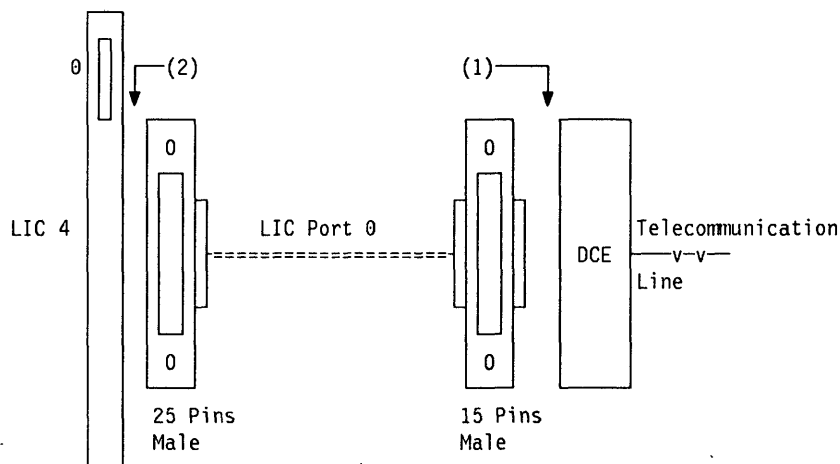 0
(2)
(1)
0
0
LIC 4
LIC Port 0
DCE
Telecommunication
Line
v v
0
0
25 Pins
Male
15 Pins
Male